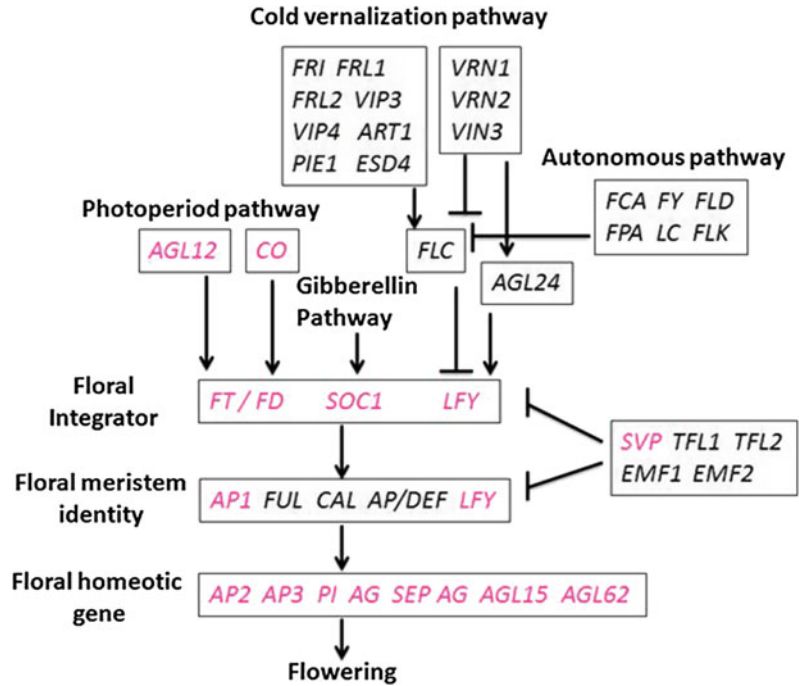 Cold vernalization pathway
FRI FRL1
FRL2 VIP3
VIP4 ART1
PIE1 ESD4
VRN1
VRN2
VIN3
Autonomous pathway
FCA FY FLD
FPA LC FLK
Photoperiod pathway
AGL12
CO
FLC
AGL24
Gibberellin
Pathway
Floral
Integrator
FT / FD SOC1 LFY
SVP TFL1 TFL2
EMF1 EMF2
Floral meristem
identity
AP1 FUL CAL AP/DEF LFY
Floral homeotic
gene
AP2 AP3 PI AG SEP AG AGL15 AGL62
Flowering